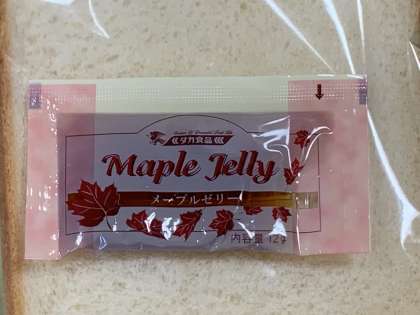 タカ食品
Maple Jelly
メープルゼリー
内容量 12g